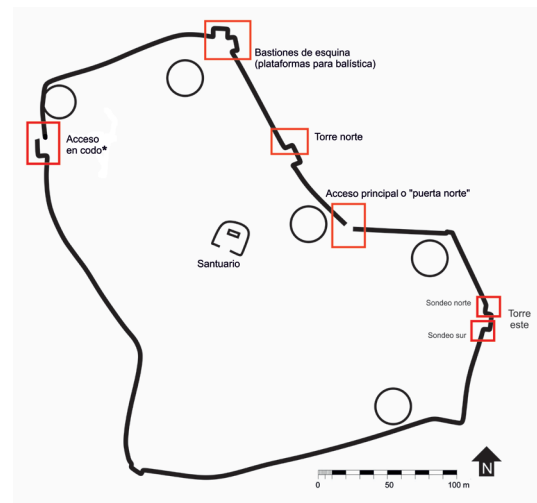 Bastiones de esquina
(plataformas para balística)
Acceso
en codo*
Torre norte
Acceso principal o "puerta norte"
Santuario
Sondeo norte
Torre
este
Sondeo sur
N
0 50 100 m